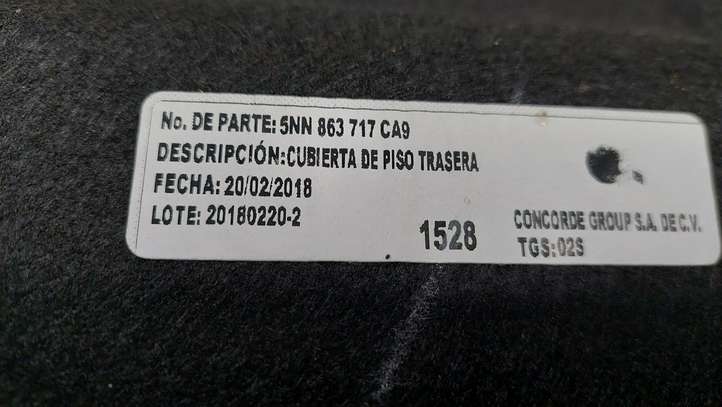 No. DE PARTE: 5NN 863 717 CA9
DESCRIPCIÓN:CUBIERTA DE PISO TRASERA
FECHA: 20/02/2018
LOTE: 20180220-2
1528
CONCORDE GROUP S.A. DE C.V.
TGS:02S